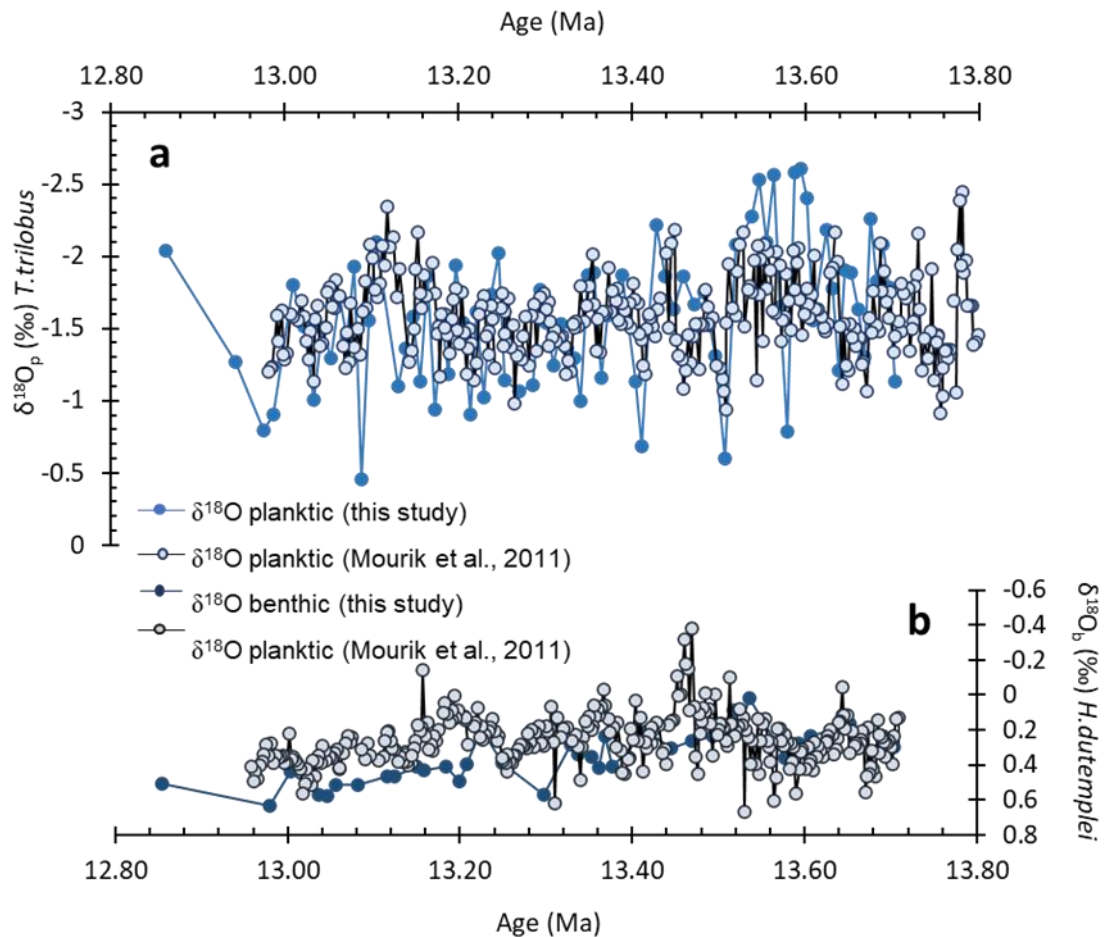 Age (Ma)
12.80 13.00 13.20 13.40 13.60 13.80
a
-3
-2.5
-2
-1.5
-1
-0.5
0
δ18Op (‰) T.trilobus
δ18O planktic (this study)
δ18O planktic (Mourik et al., 2011)
δ18O benthic (this study)
δ18O planktic (Mourik et al., 2011)
b
-0.6
-0.4
-0.2
0
0.2
0.4
0.6
0.8
δ18Ob (‰) H.dutemplei
12.80 13.00 13.20 13.40 13.60 13.80
Age (Ma)